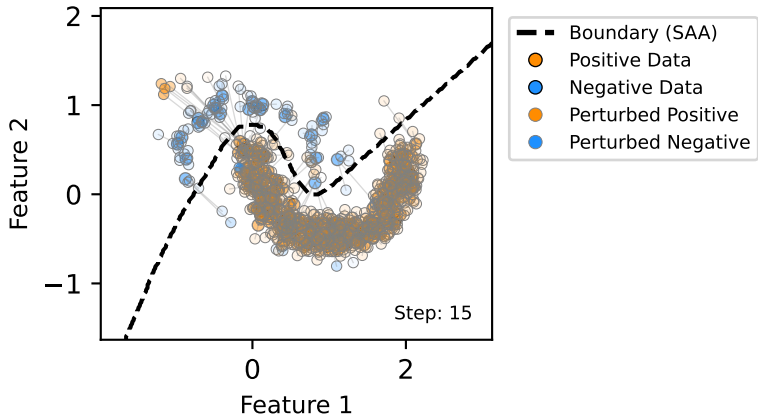 2
1
0
−1
0
2
Feature 2
Feature 1
Step: 15
Boundary (SAA)
Positive Data
Negative Data
Perturbed Positive
Perturbed Negative